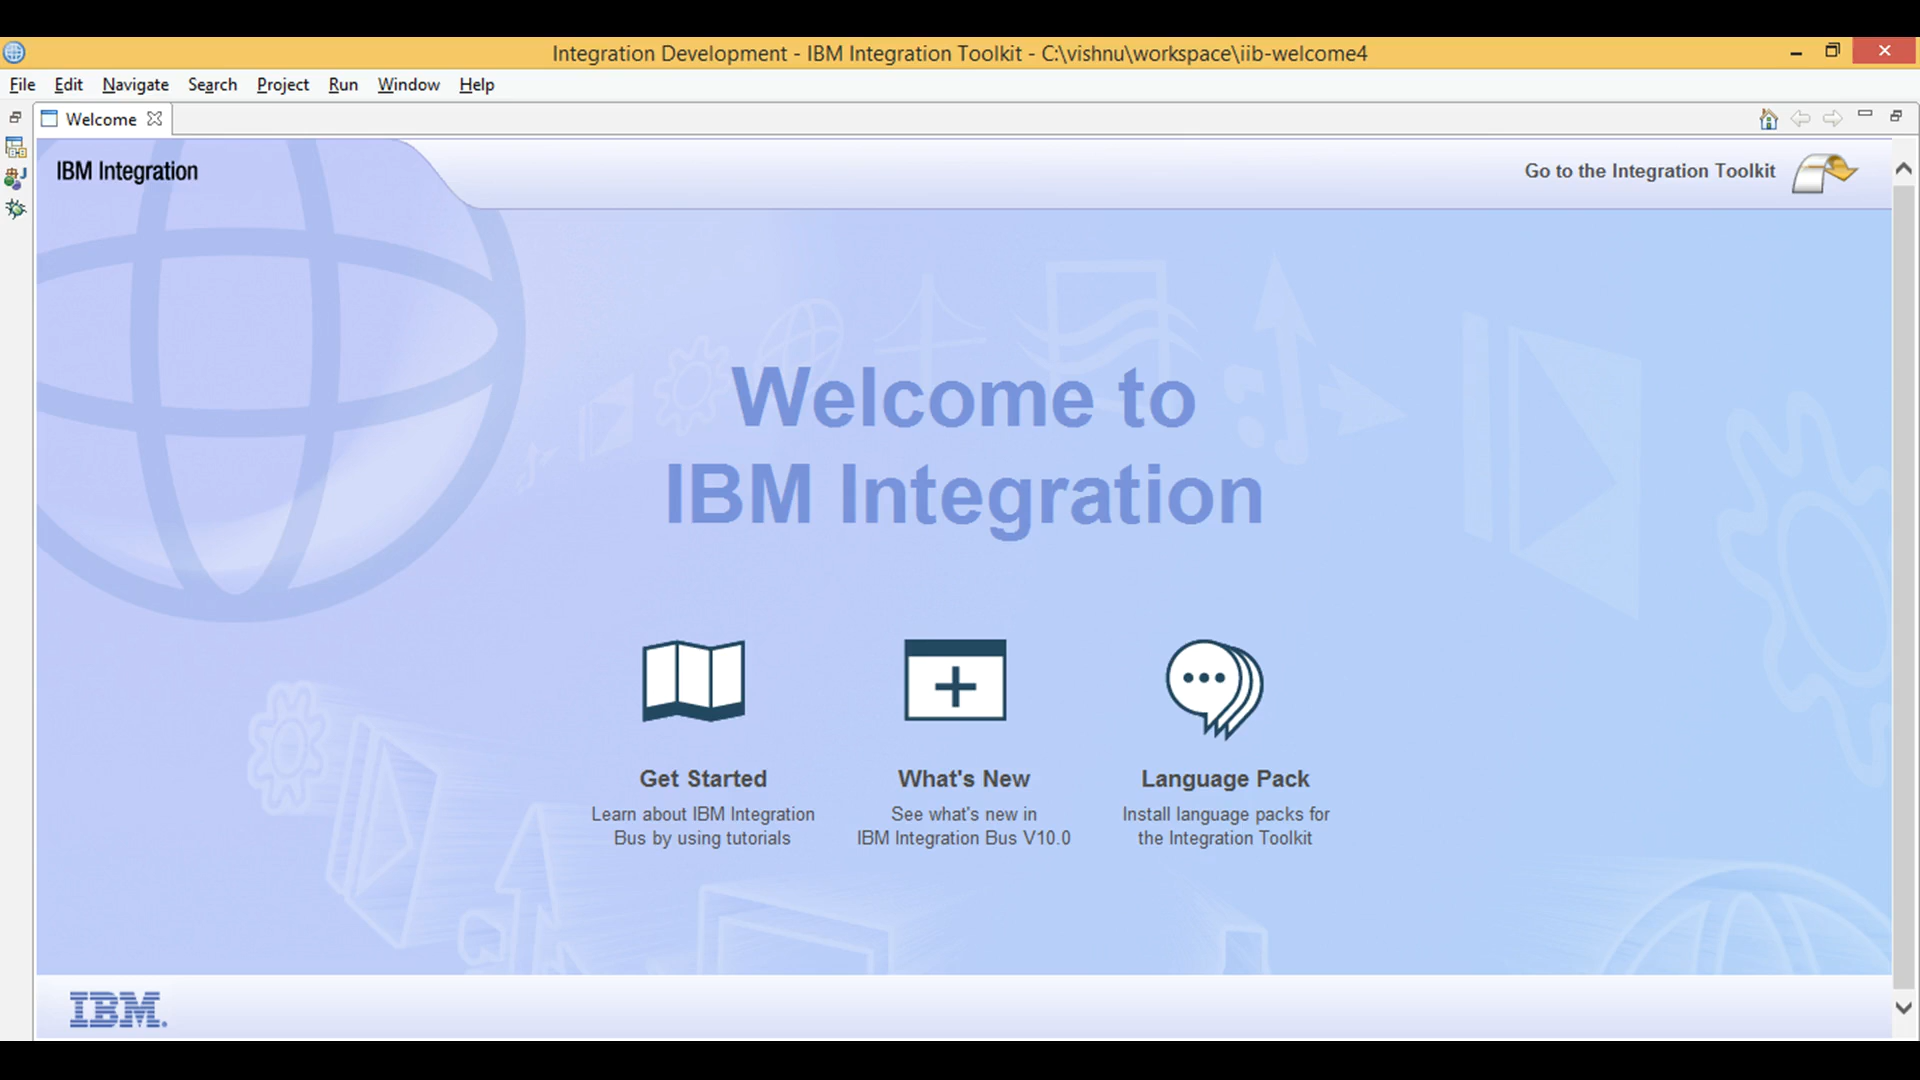 Integration Development - IBM Integration Toolkit - C:\vishnu\workspace\iib-welcome4
File Edit Navigate Search Project Run Window Help
Welcome
IBM Integration
Go to the Integration Toolkit
Welcome to
IBM Integration
Get Started
Learn about IBM Integration
Bus by using tutorials
What's New
See what's new in
IBM Integration Bus V10.0
Language Pack
Install language packs for
the Integration Toolkit
IBM.